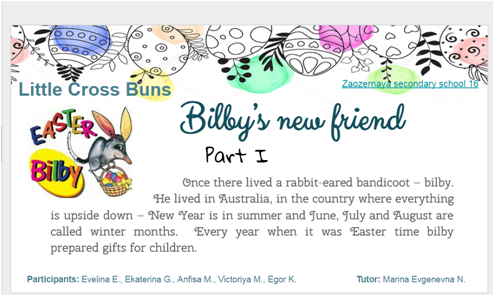 Little Cross Buns
Zaozernaya secondary school 16
EASTER
Bilby
Bilby's new friend
Part I
Once there lived a rabbit-eared bandicoot – bilby.
He lived in Australia, in the country where everything
is upside down – New Year is in summer and June, July and August are
called winter months. Every year when it was Easter time bilby
prepared gifts for children.
Participants: Evelina E., Ekaterina G., Anfisa M., Victoriya M., Egor K.
Tutor: Marina Evgenevna N.